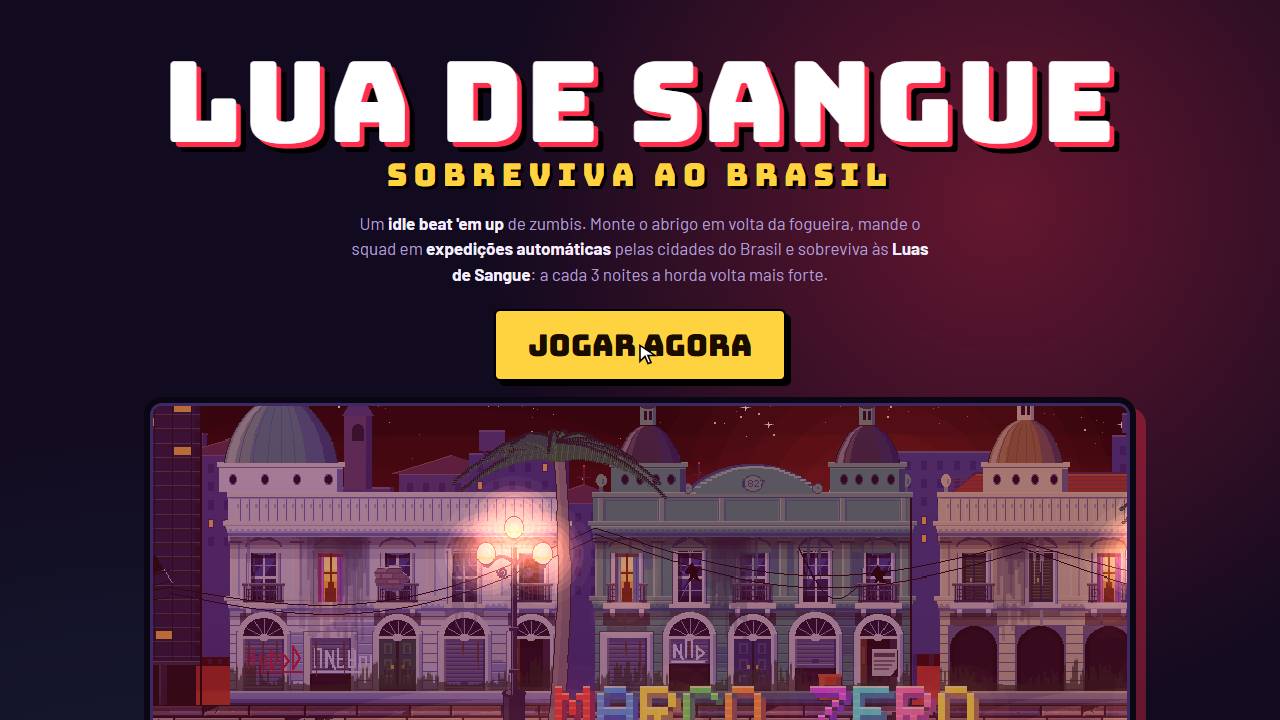 LUA DE SANGUE
SOBREVIVA AO BRASIL
Um idle beat 'em up de zumbis. Monte o abrigo em volta da fogueira, mande o
squad em expedições automáticas pelas cidades do Brasil e sobreviva às Luas
de Sangue: a cada 3 noites a horda volta mais forte.
JOGAR AGORA
1827
MARCO ZERO